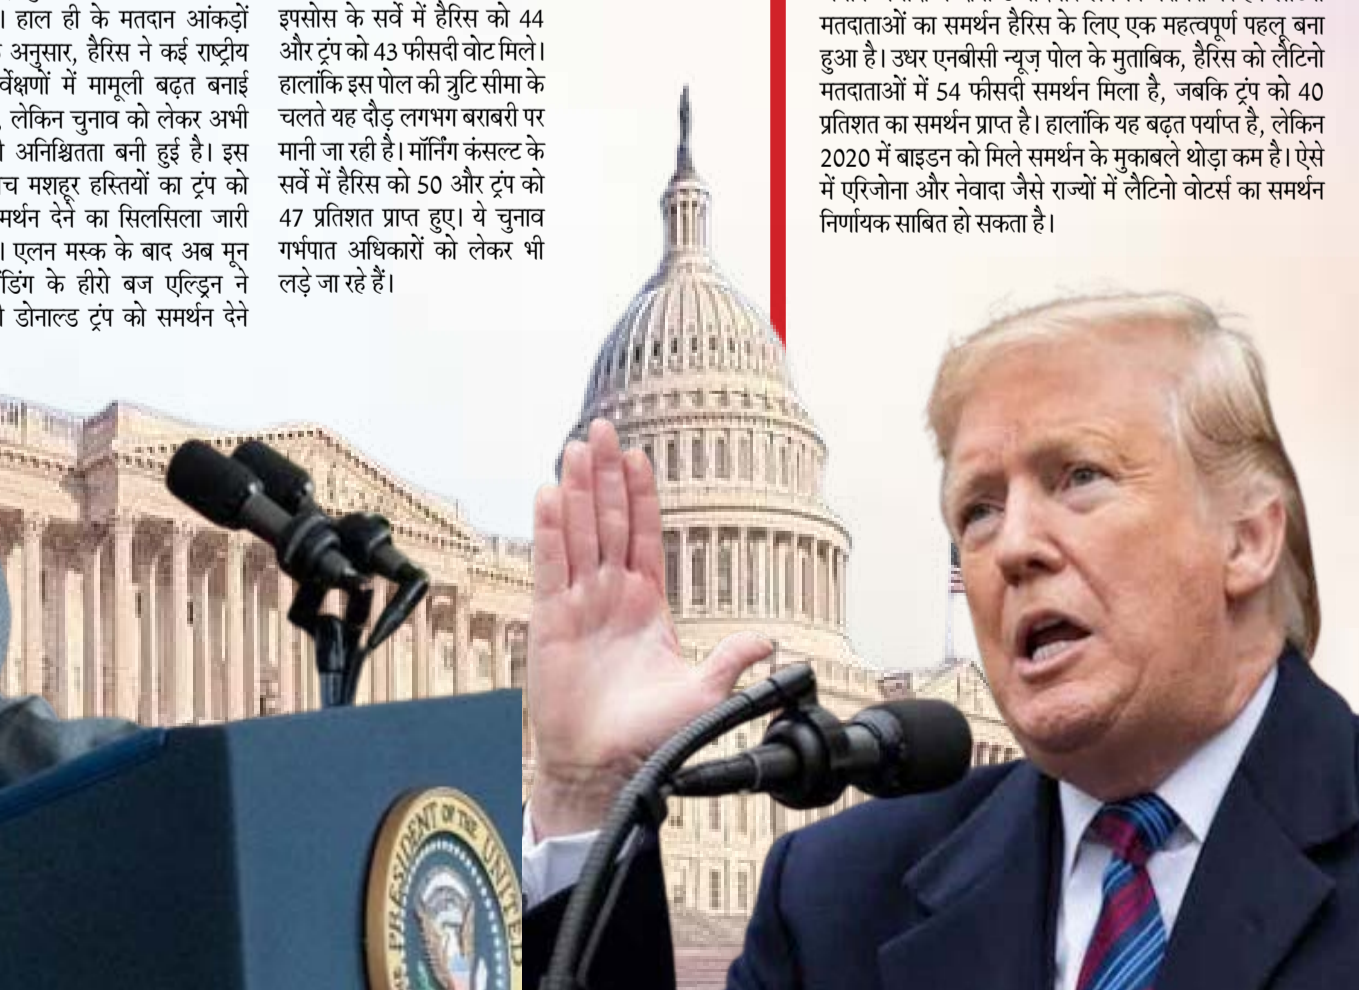 । हाल ही के मतदान आंकड़ों
अनुसार, हैरिस ने कई राष्ट्रीय
में मामूली बढ़त बनाई
, लेकिन चुनाव को लेकर अभी
अनिश्चितता बनी हुई है। इस
मशहूर हस्तियों का ट्रंप को
देने का सिलसिला जारी
। एलन मस्क के बाद अब मून
के हीरो बज एल्ड्रिन ने
डोनाल्ड ट्रंप को समर्थन देने
इपसोस के सर्वे में हैरिस को 44
और ट्रंप को 43 फीसदी वोट मिले।
हालांकि इस पोल की त्रुटि सीमा के
चलते यह दौड़ लगभग बराबरी पर
मानी जा रही है। मॉर्निंग कंसल्ट के
सर्वे में हैरिस को 50 और ट्रंप को
47 प्रतिशत प्राप्त हुए। ये चुनाव
गर्भपात अधिकारों को लेकर भी
लड़े जा रहे हैं।
मतदाताओं का समर्थन हैरिस के लिए एक महत्वपूर्ण पहलू बना
हुआ है। उधर एनबीसी न्यूज़ पोल के मुताबिक, हैरिस को लैटिनो
मतदाताओं में 54 फीसदी समर्थन मिला है, जबकि ट्रंप को 40
प्रतिशत का समर्थन प्राप्त है। हालांकि यह बढ़त पर्याप्त है, लेकिन
2020 में बाइडन को मिले समर्थन के मुकाबले थोड़ा कम है। ऐसे
में एरिजोना और नेवादा जैसे राज्यों में लैटिनो वोटर्स का समर्थन
निर्णायक साबित हो सकता है।
PRESIDENT OF THE UNITED